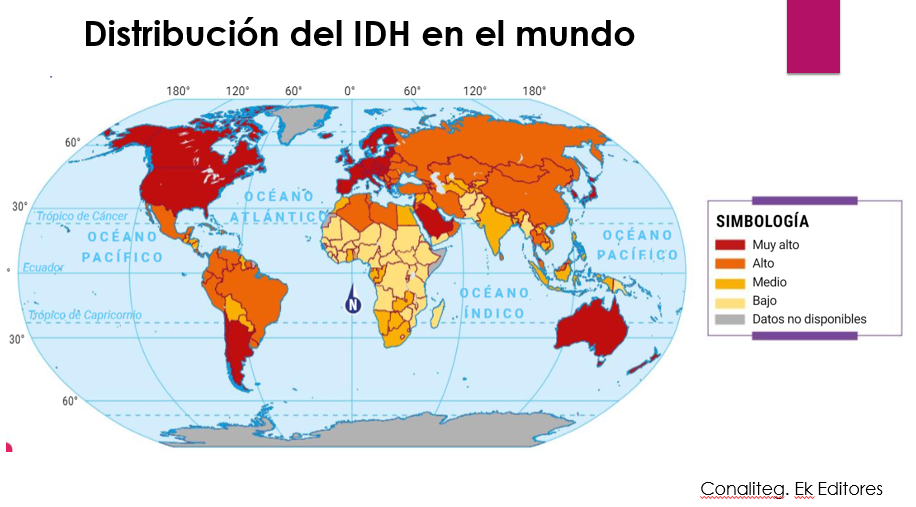 Distribución del IDH en el mundo
180° 120° 60° 0° 60° 120° 180°
60°
30°
Trópico de Cáncer
OCÉANO
ATLÁNTICO
OCÉANO
PACÍFICO
OCÉANO
PACÍFICO
Ecuador
N
OCÉANO
ÍNDICO
Trópico de Capricornio
30°
60°
SIMBOLOGÍA
Muy alto
Alto
Medio
Bajo
Datos no disponibles
Conaliteg. Ek Editores